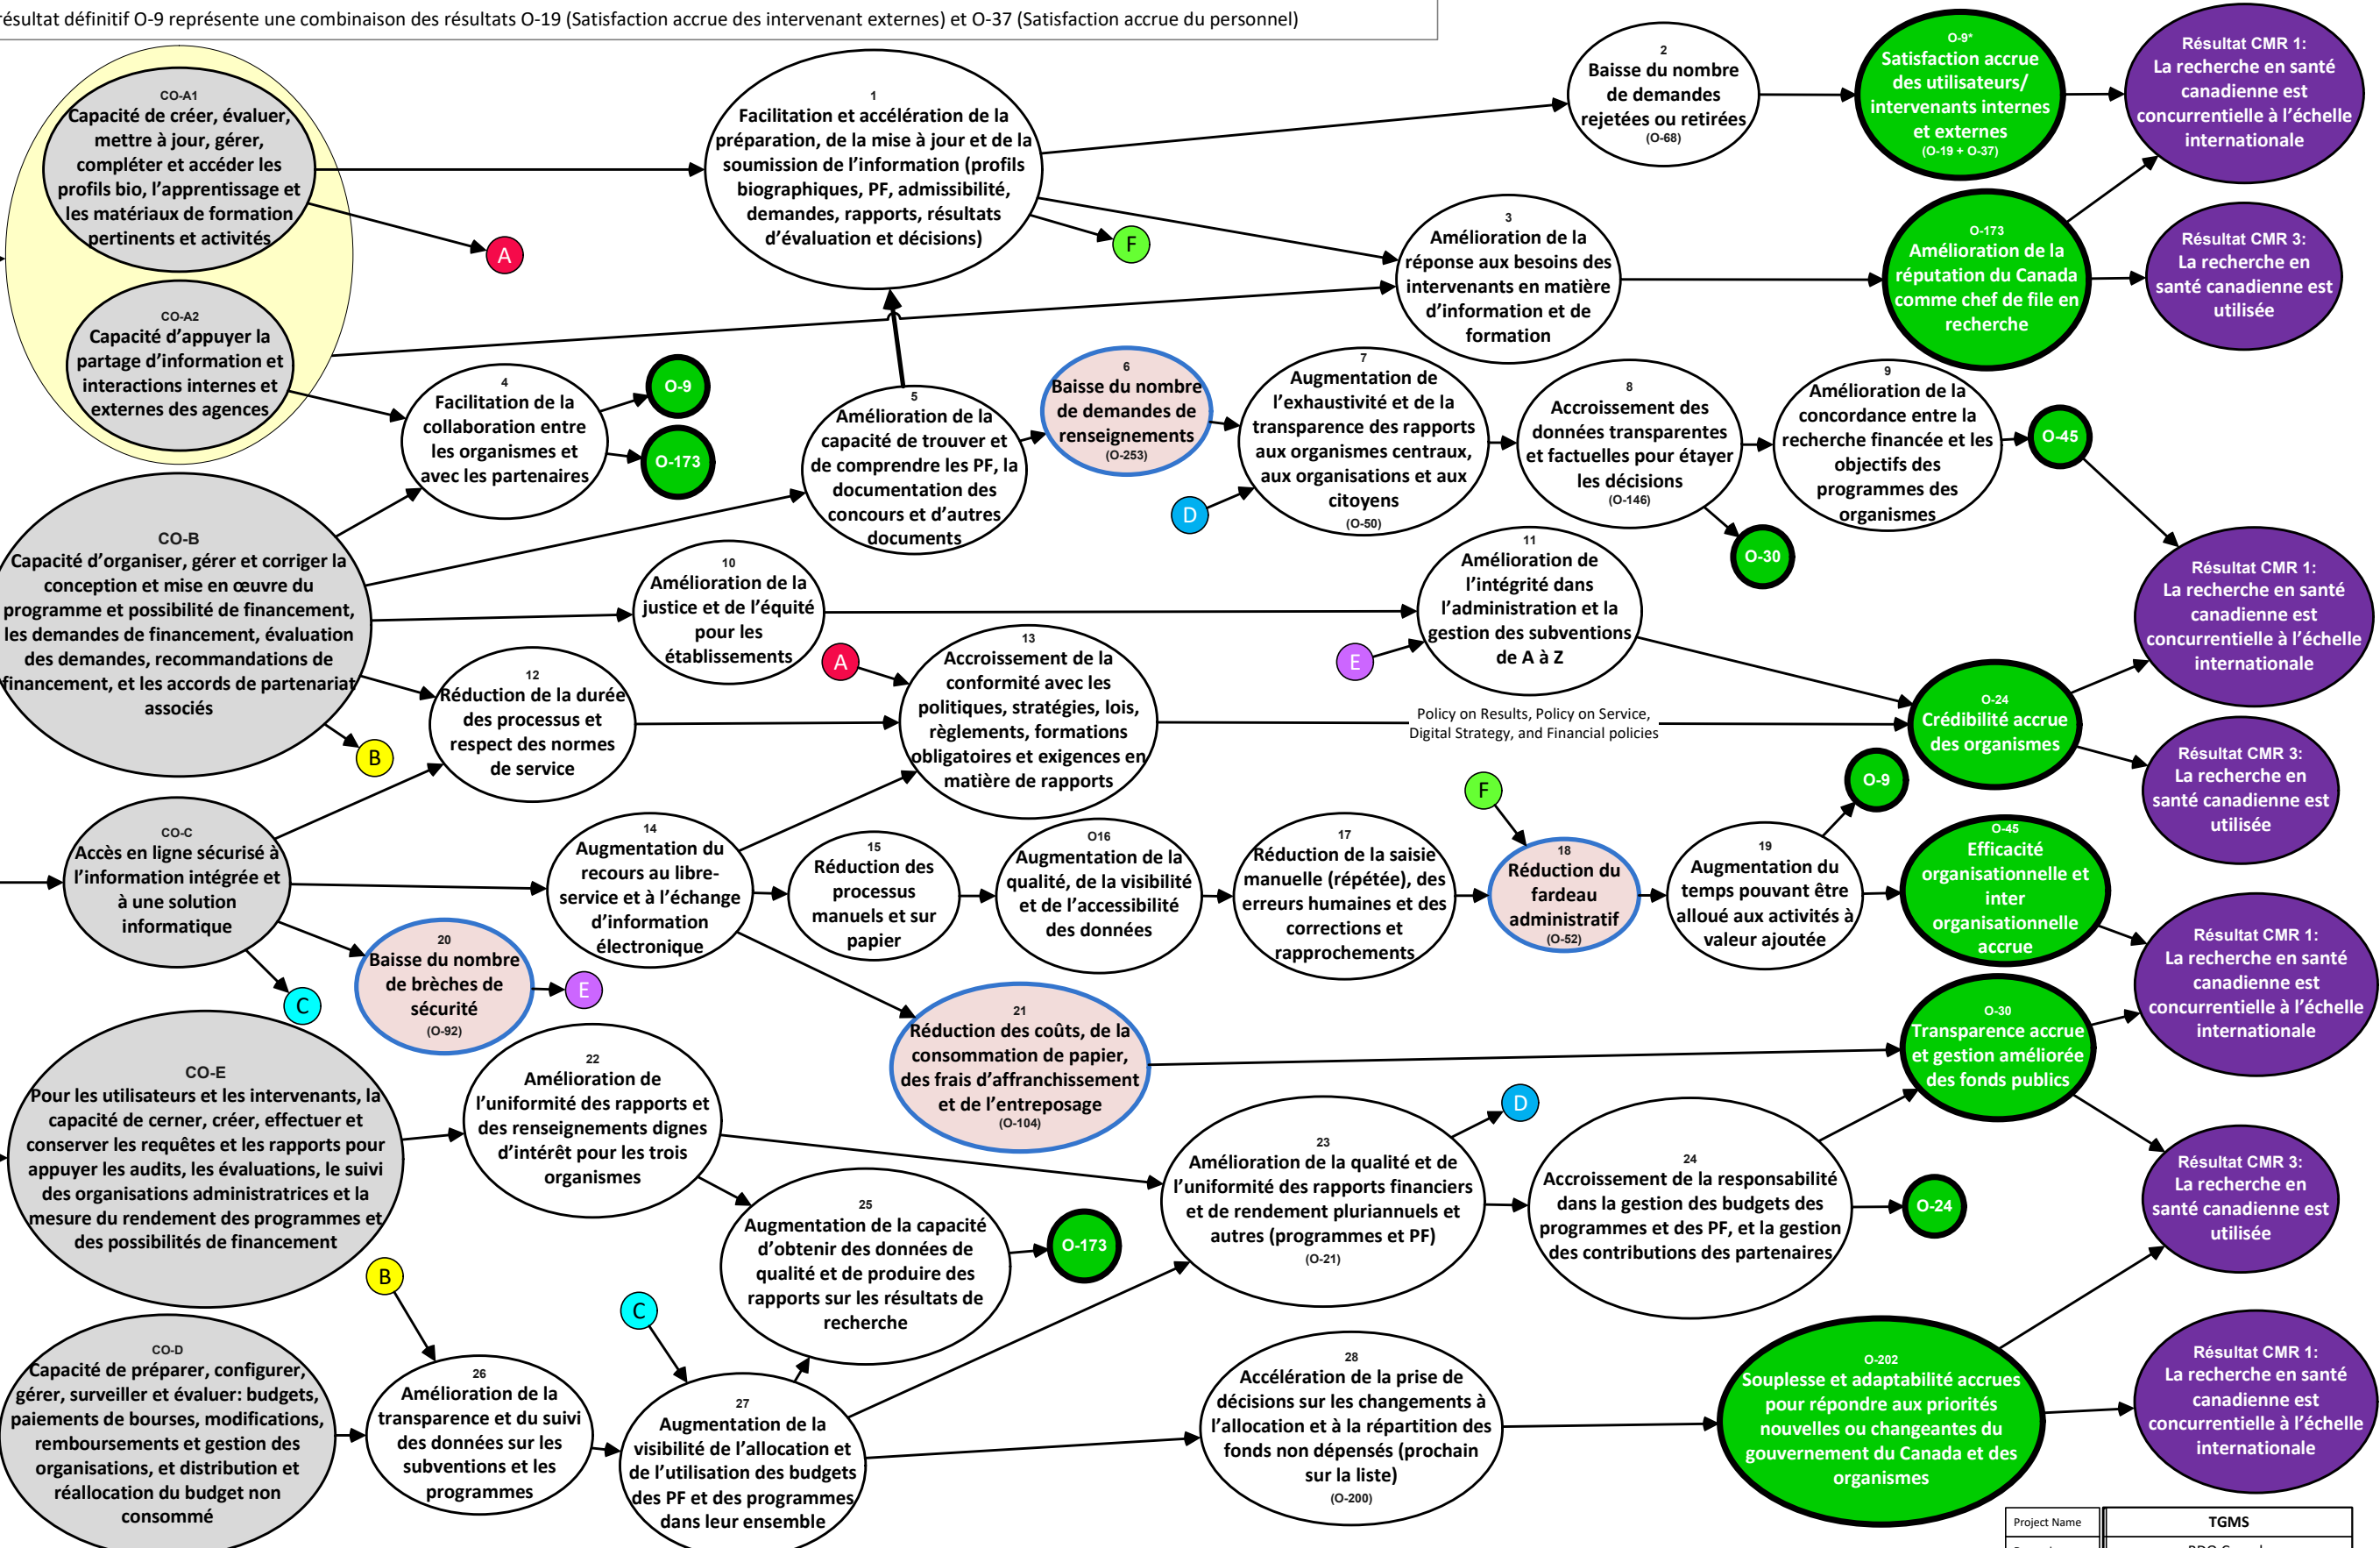 résultat définitif O-9 représente une combinaison des résultats O-19 (Satisfaction accrue des intervenant externes) et O-37 (Satisfaction accrue du personnel)
CO-A1
Capacité de créer, évaluer,
mettre à jour, gérer,
compléter et accéder les
profils bio, l'apprentissage et
les matériaux de formation
pertinents et activités
A
1
Facilitation et accélération de la
préparation, de la mise à jour et de la
soumission de l'information (profils
biographiques, PF, admissibilité,
demandes, rapports, résultats
d'évaluation et décisions)
F
2
Baisse du nombre
de demandes
rejetées ou retirées
(O-68)
O-9*
Satisfaction accrue
des utilisateurs/
intervenants internes
et externes
(O-19 + O-37)
Résultat CMR 1:
La recherche en santé
canadienne est
concurrentielle à l'échelle
internationale
3
Amélioration de la
réponse aux besoins des
intervenants en matière
d'information et de
formation
O-173
Amélioration de la
réputation du Canada
comme chef de file en
recherche
Résultat CMR 3:
La recherche en
santé canadienne est
utilisée
CO-A2
Capacité d'appuyer la
partage d'information et
interactions internes et
externes des agences
4
Facilitation de la
collaboration entre
les organismes et
avec les partenaires
O-9
O-173
5
Amélioration de la
capacité de trouver et
de comprendre les PF, la
documentation des
concours et d'autres
documents
6
Baisse du nombre
de demandes de
renseignements
(O-253)
D
7
Augmentation de
l'exhaustivité et de la
transparence des rapports
aux organismes centraux,
aux organisations et aux
citoyens
(O-50)
8
Accroissement des
données transparentes
et factuelles pour étayer
les décisions
(O-146)
O-30
9
Amélioration de la
concordance entre la
recherche financée et les
objectifs des
programmes des
organismes
O-45
CO-B
Capacité d'organiser, gérer et corriger la
conception et mise en œuvre du
programme et possibilité de financement,
les demandes de financement, évaluation
des demandes, recommandations de
financement, et les accords de partenariat
associés
B
10
Amélioration de la
justice et de l'équité
pour les
établissements
11
Amélioration de
l'intégrité dans
l'administration et la
gestion des subventions
de A à Z
E
Résultat CMR 1:
La recherche en santé
canadienne est
concurrentielle à l'échelle
internationale
12
Réduction de la durée
des processus et
respect des normes
de service
A
13
Accroissement de la
conformité avec les
politiques, stratégies, lois,
règlements, formations
obligatoires et exigences en
matière de rapports
Policy on Results, Policy on Service,
Digital Strategy, and Financial policies
O-24
Crédibilité accrue
des organismes
Résultat CMR 3:
La recherche en
santé canadienne est
utilisée
CO-C
Accès en ligne sécurisé à
l'information intégrée et
à une solution
informatique
C
14
Augmentation du
recours au libre-
service et à l'échange
d'information
électronique
15
Réduction des
processus
manuels et sur
papier
O16
Augmentation de la
qualité, de la visibilité
et de l'accessibilité
des données
17
Réduction de la saisie
manuelle (répétée), des
erreurs humaines et des
corrections et
rapprochements
F
18
Réduction du
fardeau
administratif
(O-52)
19
Augmentation du
temps pouvant être
alloué aux activités à
valeur ajoutée
O-9
O-45
Efficacité
organisationnelle et
inter
organisationnelle
accrue
Résultat CMR 1:
La recherche en santé
canadienne est
concurrentielle à l'échelle
internationale
20
Baisse du nombre
de brèches de
sécurité
(O-92)
E
21
Réduction des coûts, de la
consommation de papier,
des frais d'affranchissement
et de l'entreposage
(O-104)
O-30
Transparence accrue
et gestion améliorée
des fonds publics
CO-E
Pour les utilisateurs et les intervenants, la
capacité de cerner, créer, effectuer et
conserver les requêtes et les rapports pour
appuyer les audits, les évaluations, le suivi
des organisations administratrices et la
mesure du rendement des programmes et
des possibilités de financement
22
Amélioration de
l'uniformité des rapports et
des renseignements dignes
d'intérêt pour les trois
organismes
23
Amélioration de la qualité et de
l'uniformité des rapports financiers
et de rendement pluriannuels et
autres (programmes et PF)
(O-21)
D
24
Accroissement de la responsabilité
dans la gestion des budgets des
programmes et des PF, et la gestion
des contributions des partenaires
O-24
Résultat CMR 3:
La recherche en
santé canadienne est
utilisée
25
Augmentation de la capacité
d'obtenir des données de
qualité et de produire des
rapports sur les résultats de
recherche
O-173
B
C
CO-D
Capacité de préparer, configurer,
gérer, surveiller et évaluer: budgets,
paiements de bourses, modifications,
remboursements et gestion des
organisations, et distribution et
réallocation du budget non
consommé
26
Amélioration de la
transparence et du suivi
des données sur les
subventions et les
programmes
27
Augmentation de la
visibilité de l'allocation et
de l'utilisation des budgets
des PF et des programmes
dans leur ensemble
28
Accélération de la prise de
décisions sur les changements à
l'allocation et à la répartition des
fonds non dépensés (prochain
sur la liste)
(O-200)
O-202
Souplesse et adaptabilité accrues
pour répondre aux priorités
nouvelles ou changeantes du
gouvernement du Canada et des
organismes
Résultat CMR 1:
La recherche en santé
canadienne est
concurrentielle à l'échelle
internationale
Project Name TGMS